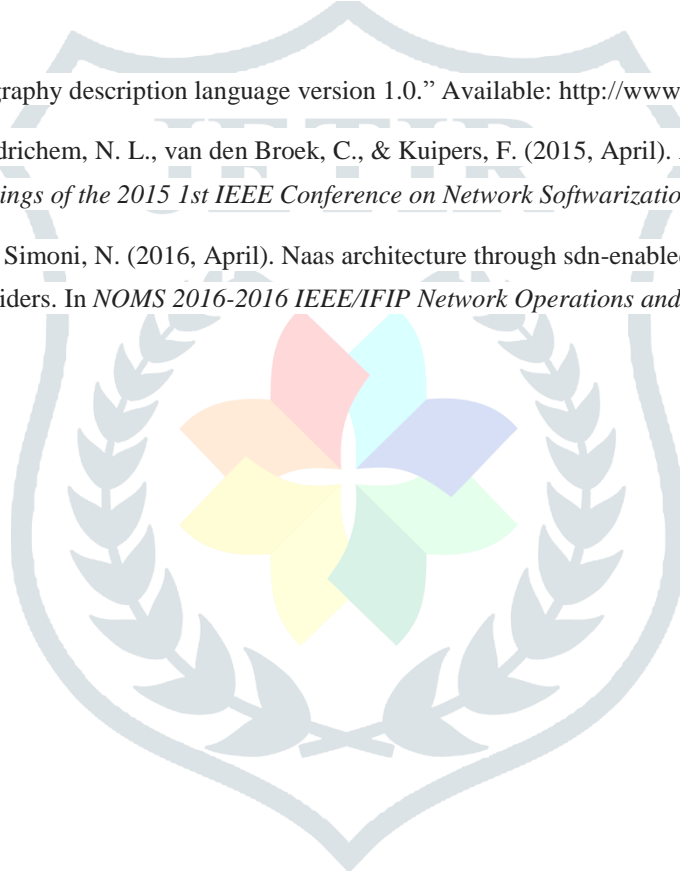 graphy description language version 1.0.” Available: http://www
drichem, N. L., van den Broek, C., & Kuipers, F. (2015, April).
ings of the 2015 1st IEEE Conference on Network Softwarizatio
Simoni, N. (2016, April). Naas architecture through sdn-enabled
iders. In NOMS 2016-2016 IEEE/IFIP Network Operations and
JETIR